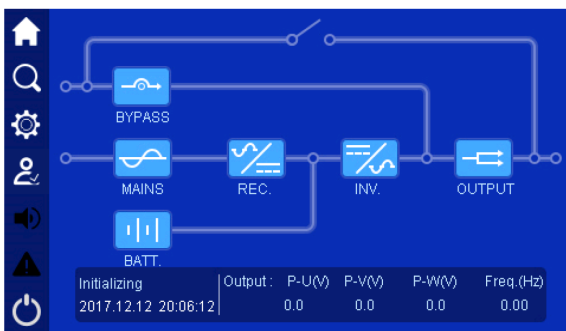 BYPASS
MAINS
REC.
INV.
OUTPUT
BATT.
Initializing
2017.12.12 20:06:12
Output : P-U(V) P-V(V) P-W(V) Freq.(Hz)
0.0 0.0 0.0 0.00